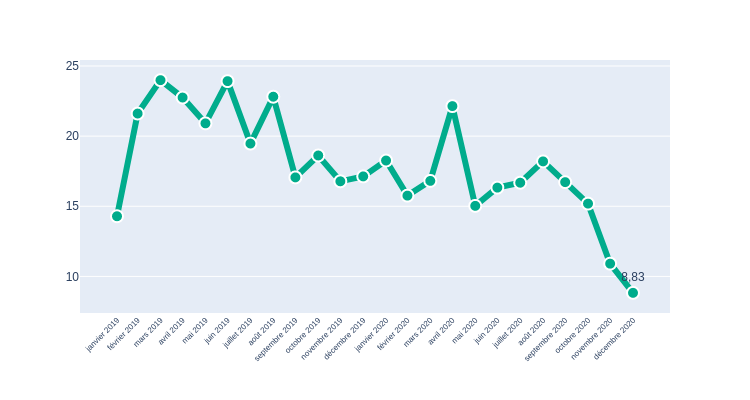 25
20
15
10
8,83
janvier 2019
février 2019
mars 2019
avril 2019
mai 2019
juin 2019
juillet 2019
août 2019
septembre 2019
octobre 2019
novembre 2019
décembre 2019
janvier 2020
février 2020
mars 2020
avril 2020
mai 2020
juin 2020
juillet 2020
août 2020
septembre 2020
octobre 2020
novembre 2020
décembre 2020